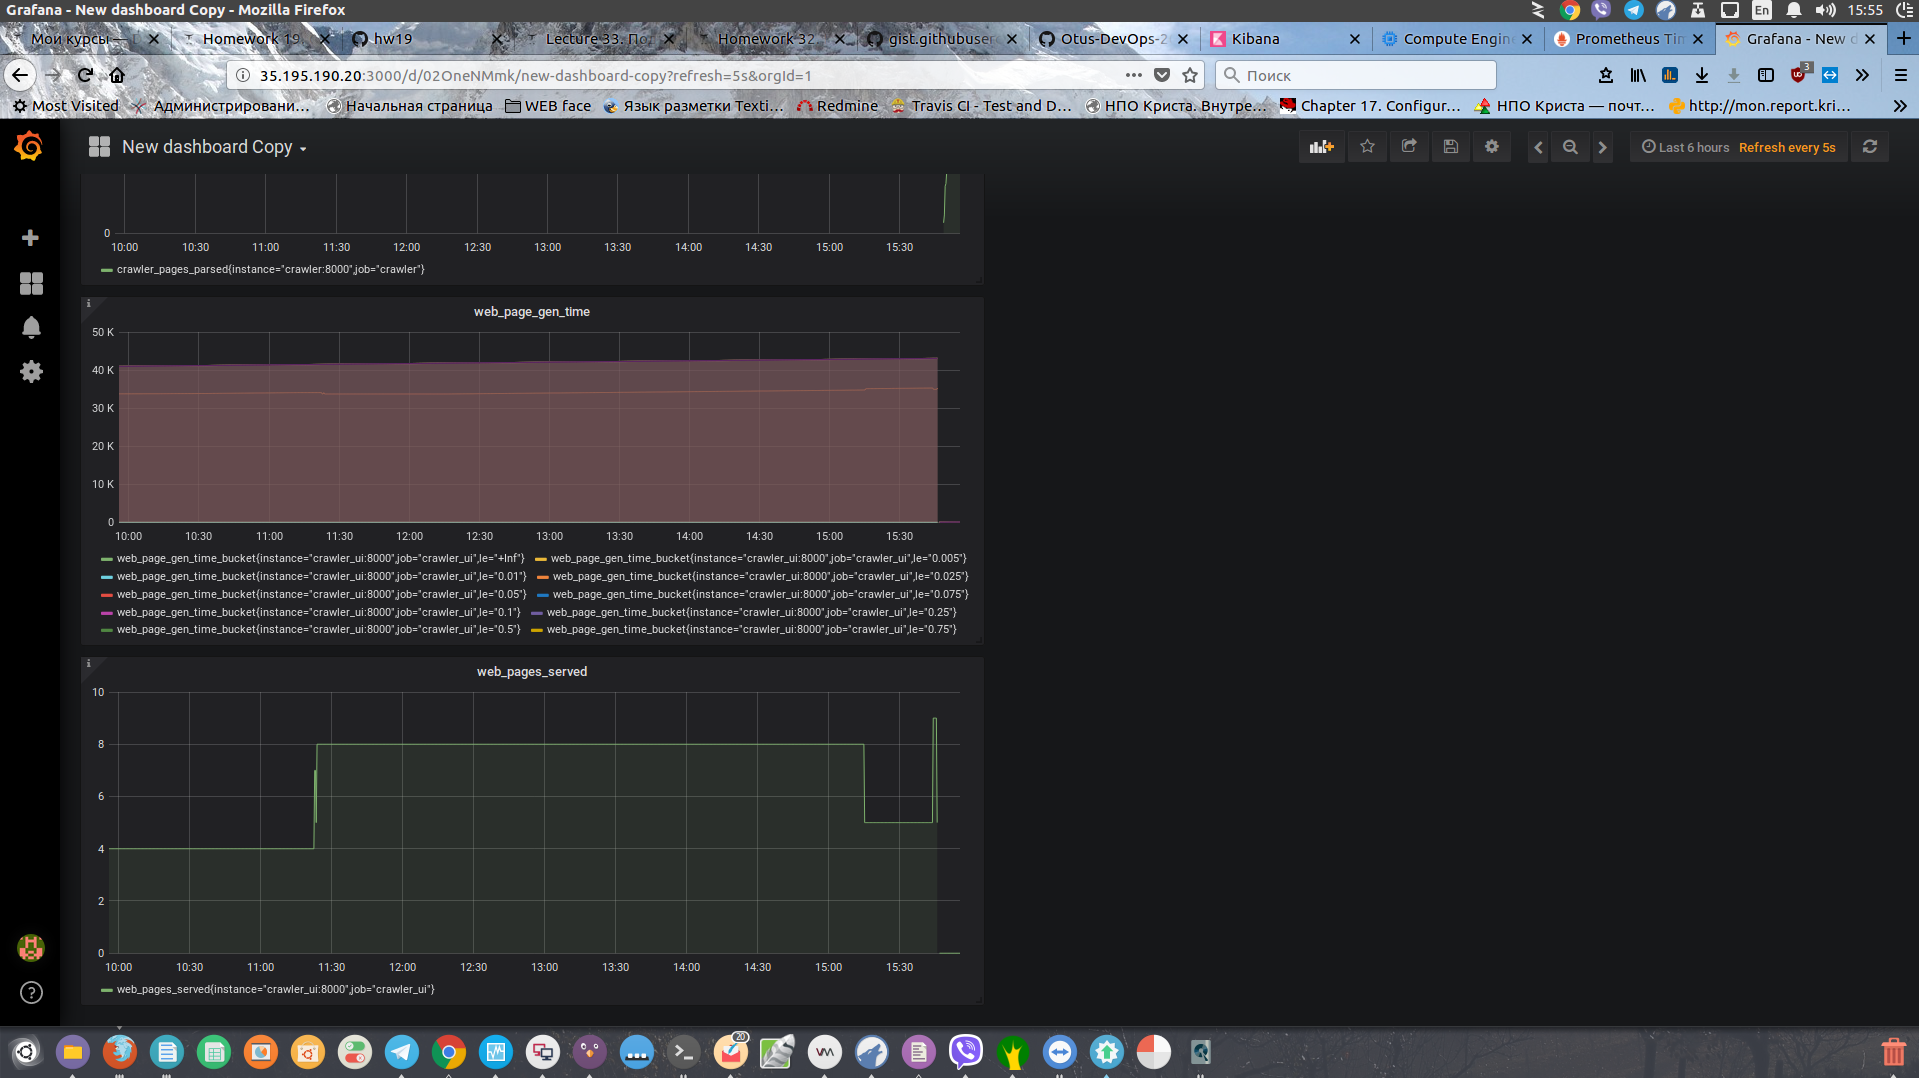 Grafana - New dashboard Copy - Mozilla Firefox
En 15:55
Мои курсы —
Homework 19.
hw19
Lecture 33. По
Homework 32
gist.githubuser
Otus-DevOps-2
Kibana
Compute Engin
Prometheus Tim
Grafana - New d
35.195.190.20:3000/d/02OneNMmk/new-dashboard-copy?refresh=5s&orgId=1
Поиск
3
Most Visited
Администрировани…
Начальная страница
WEB face
Язык разметки Texti…
Redmine
Travis CI - Test and D…
НПО Криста. Внутре…
Chapter 17. Configur…
НПО Криста — почт…
http://mon.report.kri…
New dashboard Copy
Last 6 hours Refresh every 5s
0
10:00 10:30 11:00 11:30 12:00 12:30 13:00 13:30 14:00 14:30 15:00 15:30
crawler_pages_parsed{instance="crawler:8000",job="crawler"}
i
web_page_gen_time
50 K
40 K
30 K
20 K
10 K
0
10:00 10:30 11:00 11:30 12:00 12:30 13:00 13:30 14:00 14:30 15:00 15:30
web_page_gen_time_bucket{instance="crawler_ui:8000",job="crawler_ui",le="+Inf"} web_page_gen_time_bucket{instance="crawler_ui:8000",job="crawler_ui",le="0.005"}
web_page_gen_time_bucket{instance="crawler_ui:8000",job="crawler_ui",le="0.01"} web_page_gen_time_bucket{instance="crawler_ui:8000",job="crawler_ui",le="0.025"}
web_page_gen_time_bucket{instance="crawler_ui:8000",job="crawler_ui",le="0.05"} web_page_gen_time_bucket{instance="crawler_ui:8000",job="crawler_ui",le="0.075"}
web_page_gen_time_bucket{instance="crawler_ui:8000",job="crawler_ui",le="0.1"} web_page_gen_time_bucket{instance="crawler_ui:8000",job="crawler_ui",le="0.25"}
web_page_gen_time_bucket{instance="crawler_ui:8000",job="crawler_ui",le="0.5"} web_page_gen_time_bucket{instance="crawler_ui:8000",job="crawler_ui",le="0.75"}
i
web_pages_served
10
8
6
4
2
0
10:00 10:30 11:00 11:30 12:00 12:30 13:00 13:30 14:00 14:30 15:00 15:30
web_pages_served{instance="crawler_ui:8000",job="crawler_ui"}
20